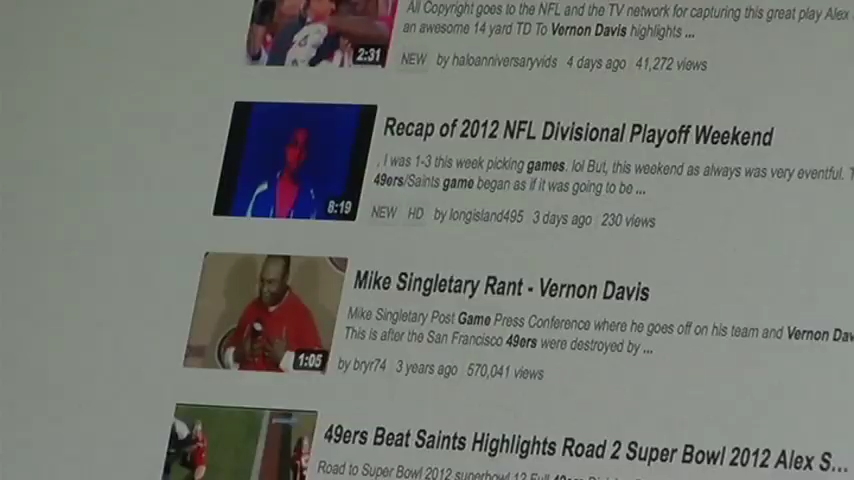 All Copyright goes to the NFL and the TV network for capturing this great play Alex
an awesome 14 yard TD To Vernon Davis highlights ...
2:31
NEW by haloanniversaryvids 4 days ago 41,272 views
Recap of 2012 NFL Divisional Playoff Weekend
. I was 1-3 this week picking games. lol But, this weekend as always was very eventful. T
49ers/Saints game began as if it was going to be ...
8:19
NEW HD by longisland495 3 days ago 230 views
Mike Singletary Rant - Vernon Davis
Mike Singletary Post Game Press Conference where he goes off on his team and Vernon Dav
This is after the San Francisco 49ers were destroyed by ...
1:05
by bryr74 3 years ago 570,041 views
49ers Beat Saints Highlights Road 2 Super Bowl 2012 Alex S...
Road to Super Bowl 2012 superbowl 12 Full 49ers